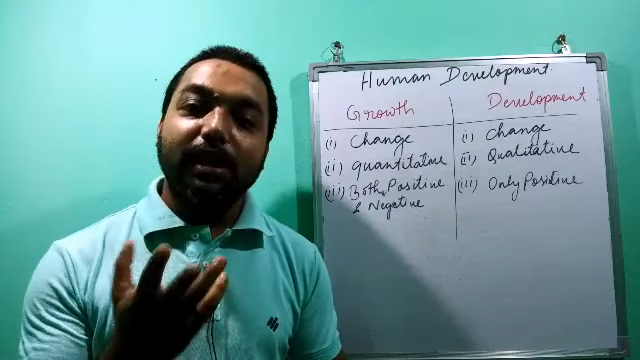 Human Development
Growth
Development
(i) Change
(ii) Quantitative
(iii) Both Positive
& Negative
(i) Change
(ii) Qualitative
(iii) Only Positive